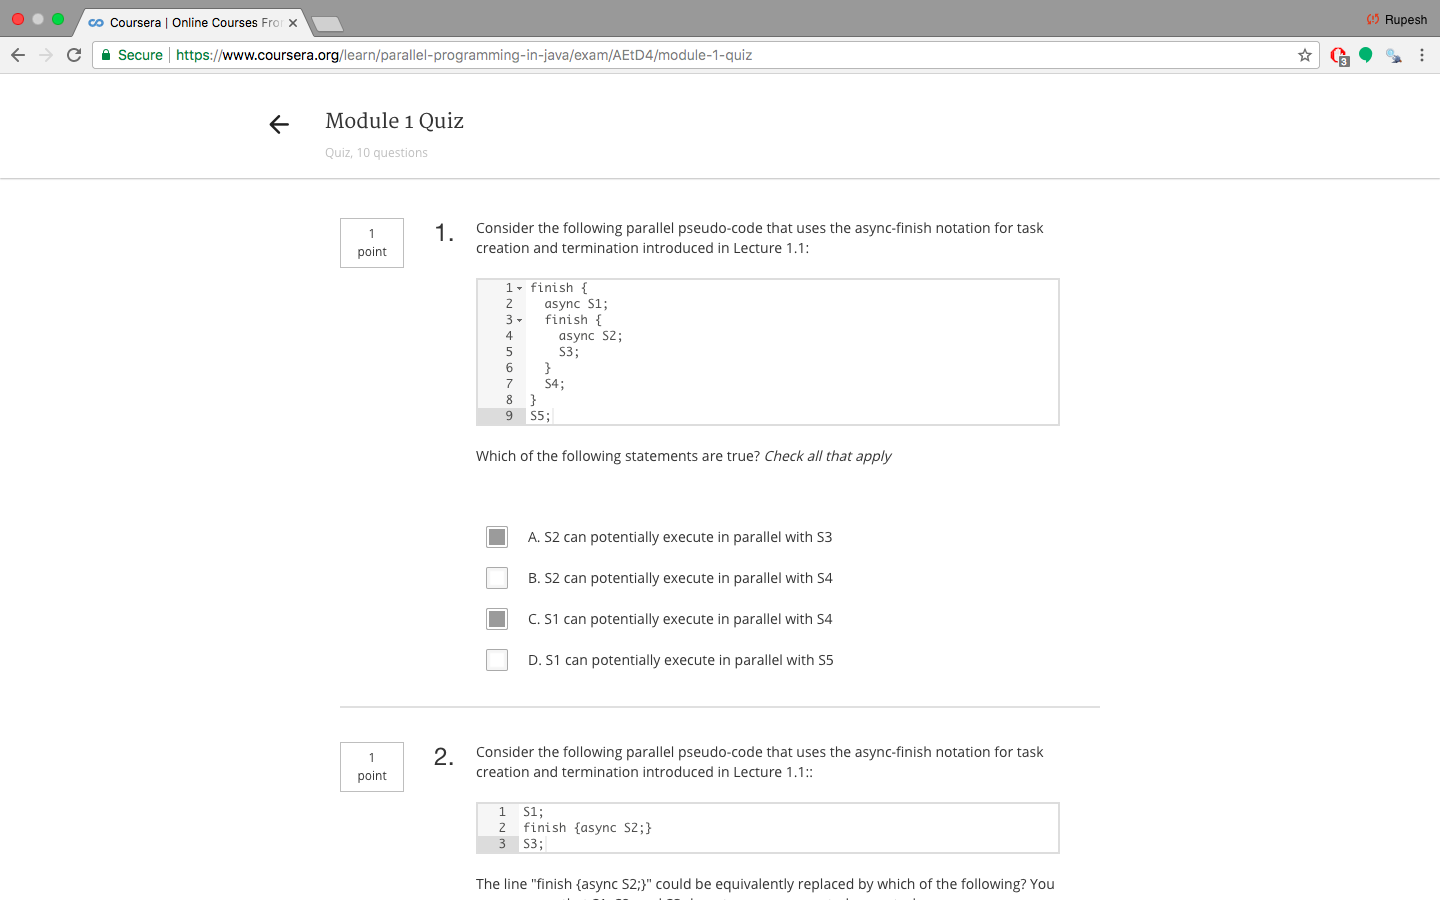 Coursera | Online Courses Fro
Rupesh
Secure
https://www.coursera.org/learn/parallel-programming-in-java/exam/AEtD4/module-1-quiz
3
Module 1 Quiz
Quiz, 10 questions
1
point
1.
Consider the following parallel pseudo-code that uses the async-finish notation for task
creation and termination introduced in Lecture 1.1:
1 finish {
2 async S1;
3 finish {
4 async S2;
5 S3;
6 }
7 S4;
8 }
9 S5;
Which of the following statements are true? Check all that apply
A. S2 can potentially execute in parallel with S3
B. S2 can potentially execute in parallel with S4
C. S1 can potentially execute in parallel with S4
D. S1 can potentially execute in parallel with S5
1
point
2.
Consider the following parallel pseudo-code that uses the async-finish notation for task
creation and termination introduced in Lecture 1.1::
1 S1;
2 finish {async S2;}
3 S3;
The line "finish {async S2;}" could be equivalently replaced by which of the following? You